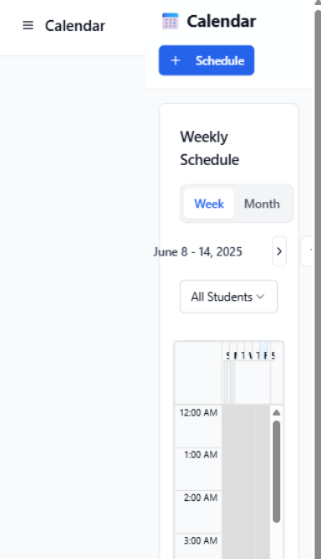 Calendar
Calendar
+ Schedule
Weekly
Schedule
Week Month
June 8 - 14, 2025
All Students
12:00 AM
1:00 AM
2:00 AM
3:00 AM